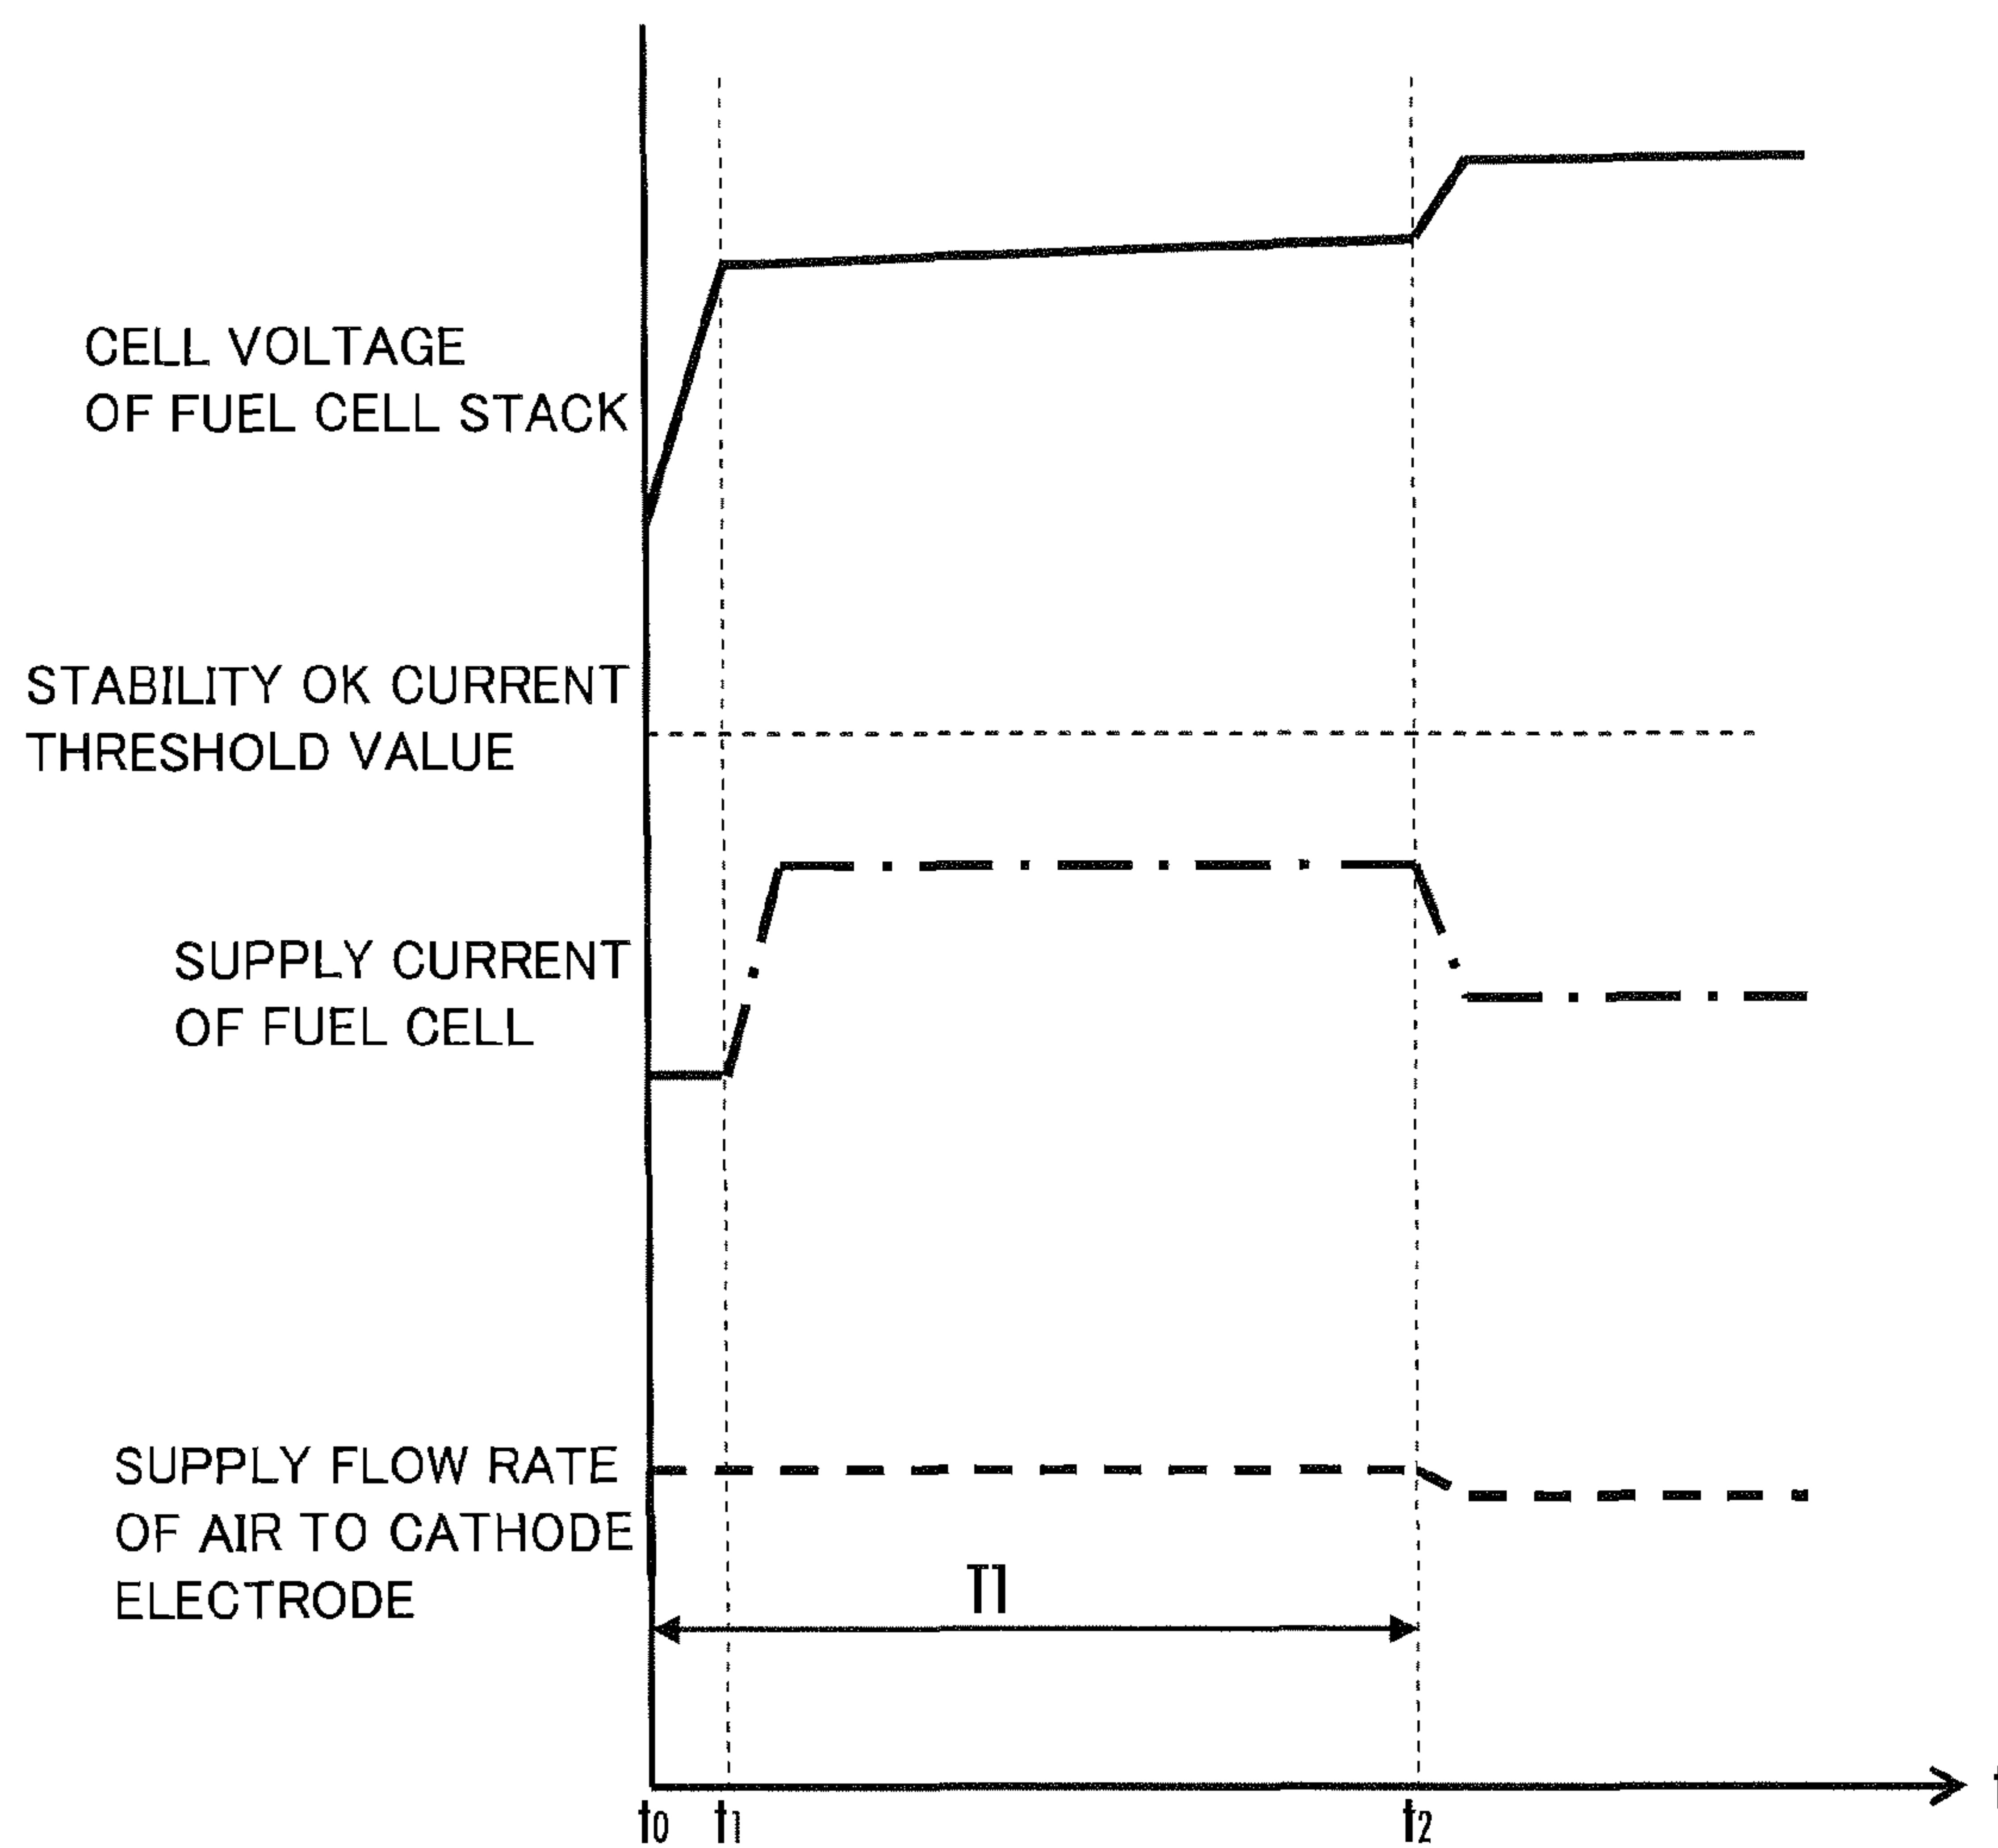 CELL VOLTAGE
OF FUEL CELL STACK
STABILITY OK CURRENT
THRESHOLD VALUE
SUPPLY CURRENT
OF FUEL CELL
SUPPLY FLOW RATE
OF AIR TO CATHODE
ELECTRODE
T1
t
t0 t1 t2